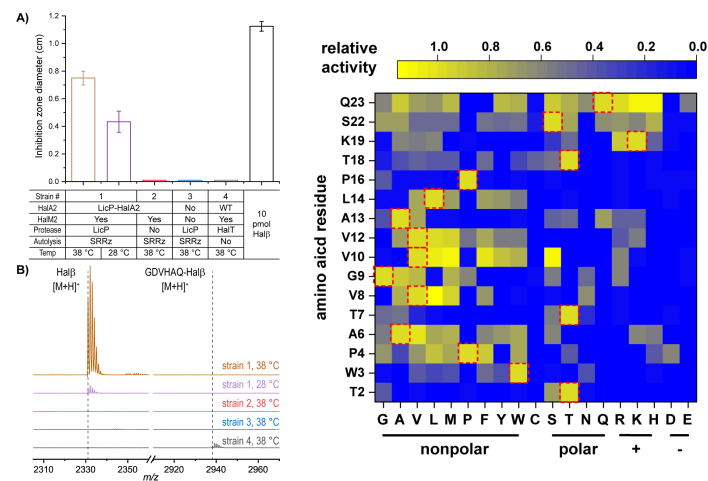 A)
Inhibition zone diameter (cm)
1.2
1.0
0.8
0.6
0.4
0.2
0.0
Strain # 1 2 3 4 10 pmol Halβ
HalA2 LicP-HalA2 No WT
HalM2 Yes Yes No Yes
Protease LicP No LicP HalT
Autolysis SRRz SRRz SRRz No
Temp 38 °C 28 °C 38 °C 38 °C 38 °C
B)
Halβ GDVHAQ-Halβ
[M+H]⁺ [M+H]⁺
strain 1, 38 °C
strain 1, 28 °C
strain 2, 38 °C
strain 3, 38 °C
strain 4, 38 °C
2310 2330 2350 2920 2940 2960
m/z
relative activity
1.0 0.8 0.6 0.4 0.2 0.0
amino aicd residue
Q23
S22
K19
T18
P16
L14
A13
V12
V10
G9
V8
T7
A6
P4
W3
T2
G A V L M P F Y W C S T N Q R K H D E
nonpolar polar + -